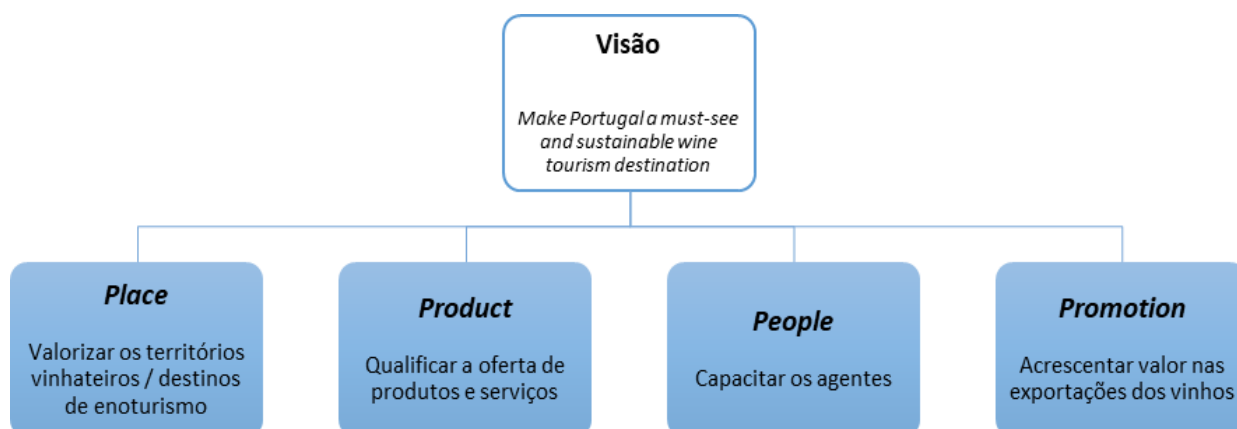 Visão
Make Portugal a must-see
and sustainable wine
tourism destination
Place
Valorizar os territórios
vinhateiros / destinos
de enoturismo
Product
Qualificar a oferta de
produtos e serviços
People
Capacitar os agentes
Promotion
Acrescentar valor nas
exportações dos vinhos